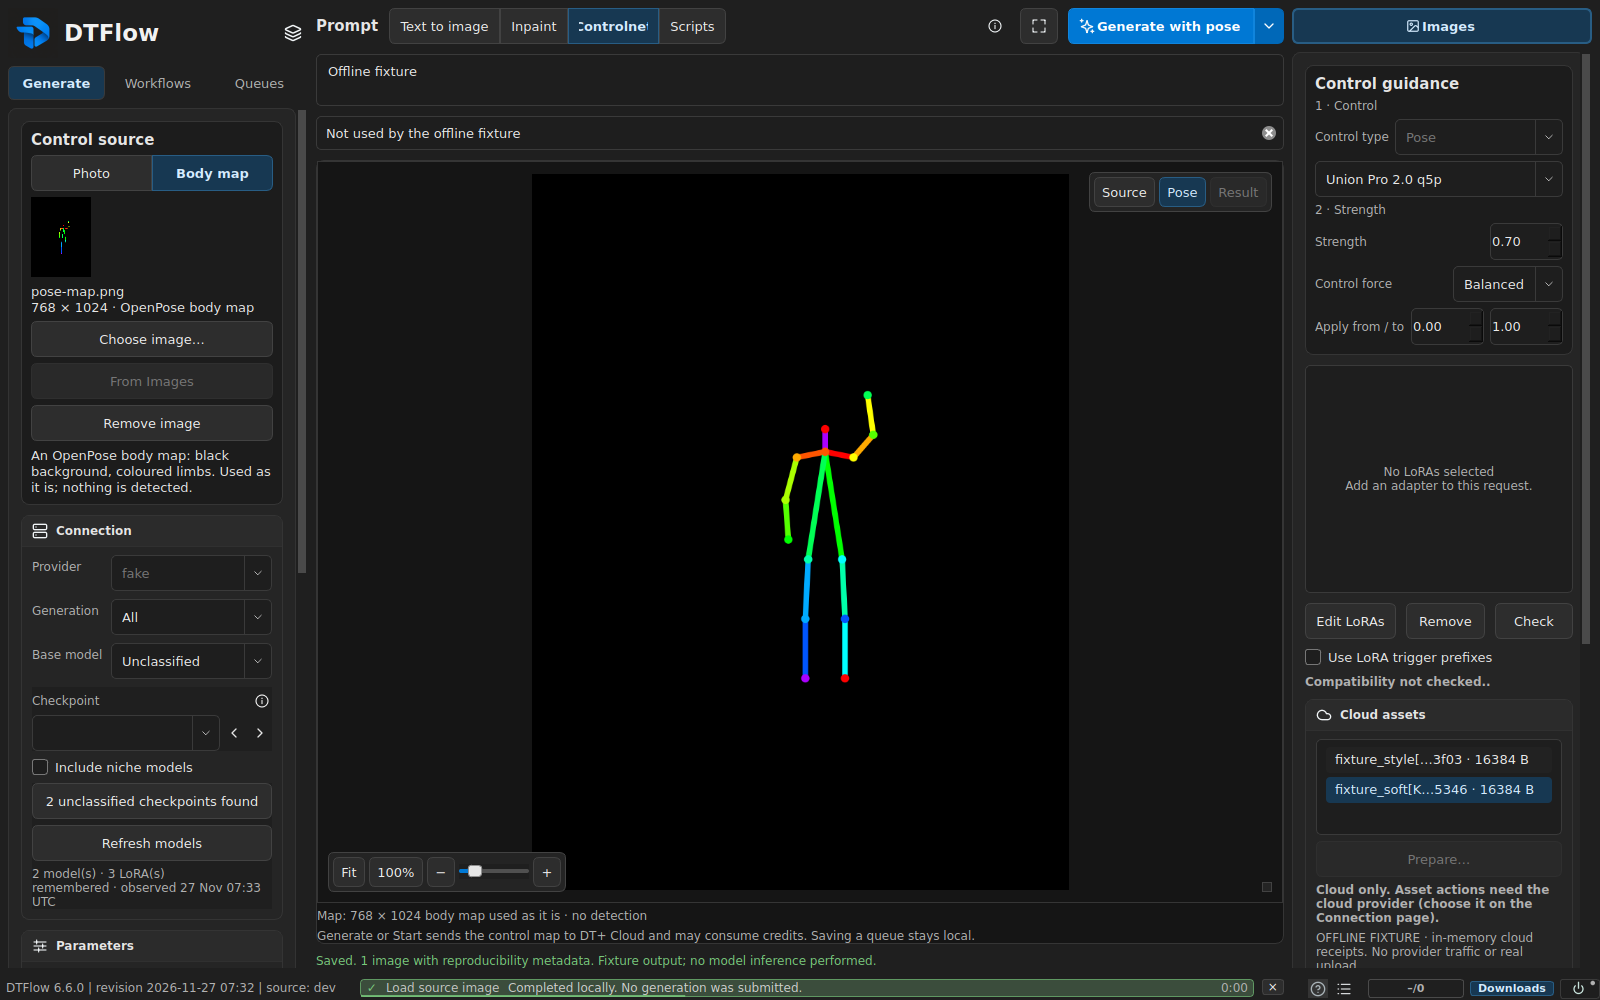 DTFlow
Prompt
Text to image
Inpaint
Controlnet
Scripts
Generate with pose
Images
Generate
Workflows
Queues
Offline fixture
Not used by the offline fixture
Control source
Photo
Body map
pose-map.png
768 × 1024 · OpenPose body map
Choose image...
From Images
Remove image
An OpenPose body map: black
background, coloured limbs. Used as
it is; nothing is detected.
Connection
Provider
fake
Generation
All
Base model
Unclassified
Checkpoint
Include niche models
2 unclassified checkpoints found
Refresh models
2 model(s) · 3 LoRA(s)
remembered · observed 27 Nov 07:33
UTC
Parameters
Source
Pose
Result
Fit
100%
−
+
Map: 768 × 1024 body map used as it is · no detection
Generate or Start sends the control map to DT+ Cloud and may consume credits. Saving a queue stays local.
Saved. 1 image with reproducibility metadata. Fixture output; no model inference performed.
Control guidance
1 · Control
Control type
Pose
Union Pro 2.0 q5p
2 · Strength
Strength
0.70
Control force
Balanced
Apply from / to
0.00
1.00
No LoRAs selected
Add an adapter to this request.
Edit LoRAs
Remove
Check
Use LoRA trigger prefixes
Compatibility not checked..
Cloud assets
fixture_style[...3f03 · 16384 B
fixture_soft[K...5346 · 16384 B
Prepare...
Cloud only. Asset actions need the
cloud provider (choose it on the
Connection page).
OFFLINE FIXTURE · in-memory cloud
receipts. No provider traffic or real
upload.
DTFlow 6.6.0 | revision 2026-11-27 07:32 | source: dev
✓ Load source image Completed locally. No generation was submitted.
0:00
–/0
Downloads